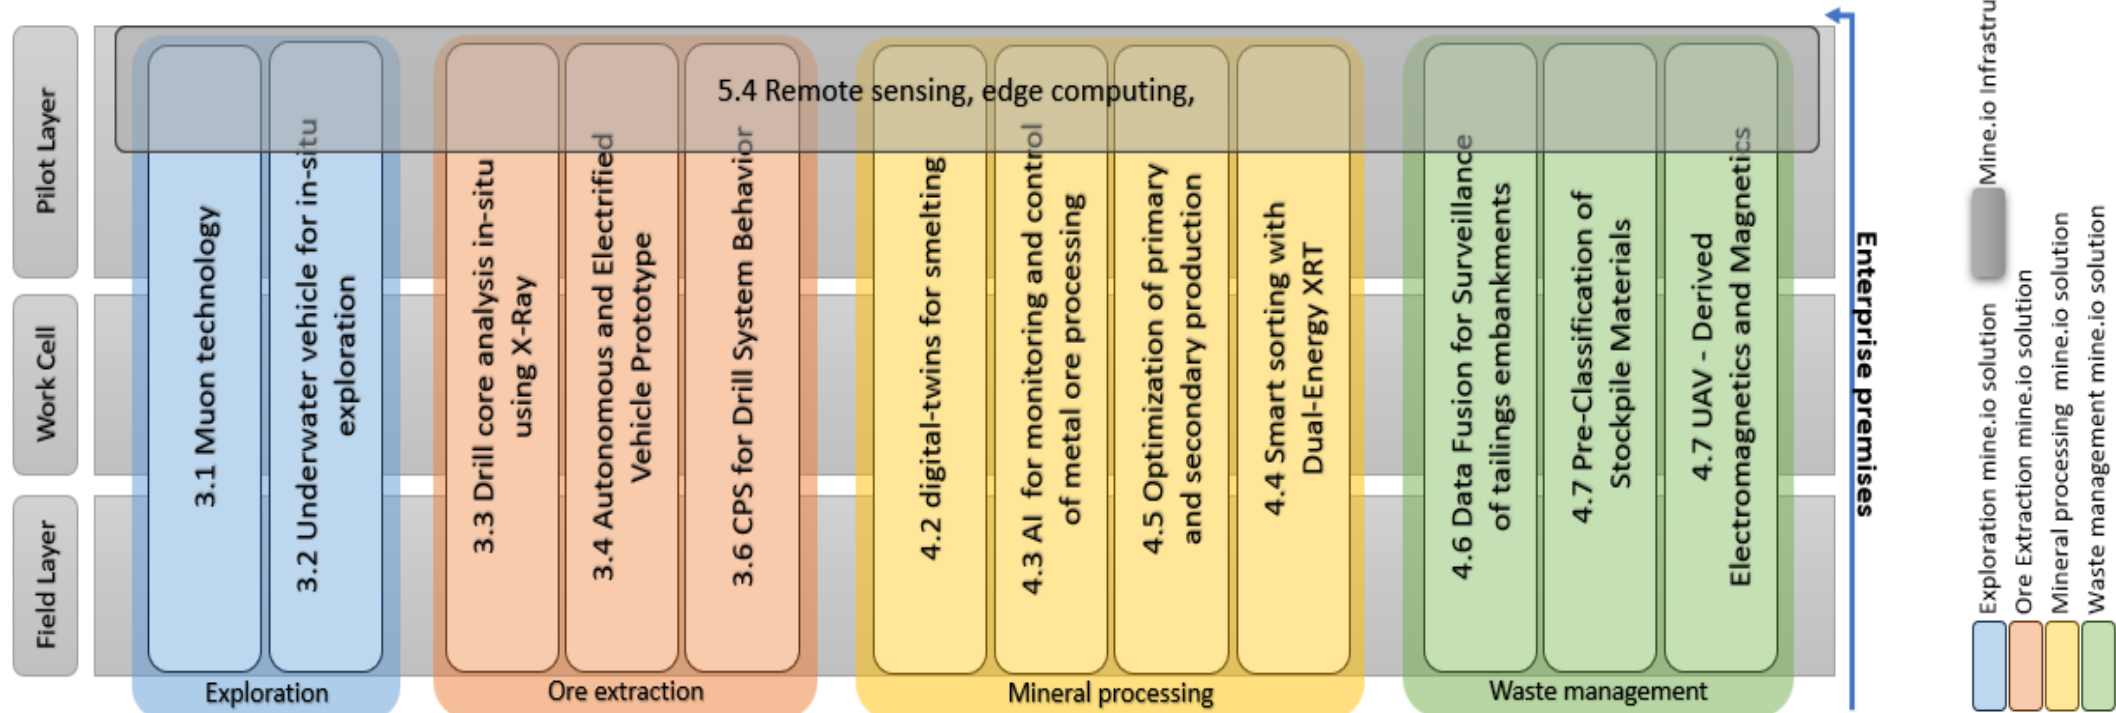 Pilot Layer
Work Cell
Field Layer
5.4 Remote sensing, edge computing,
3.1 Muon technology
3.2 Underwater vehicle for in-situ
exploration
Exploration
3.3 Drill core analysis in-situ
using X-Ray
3.4 Autonomous and Electrified
Vehicle Prototype
3.6 CPS for Drill System Behavior
Ore extraction
4.2 digital-twins for smelting
4.3 AI for monitoring and control
of metal ore processing
4.5 Optimization of primary
and secondary production
4.4 Smart sorting with
Dual-Energy XRT
Mineral processing
4.6 Data Fusion for Surveillance
of tailings embankments
4.7 Pre-Classification of
Stockpile Materials
4.7 UAV - Derived
Electromagnetics and Magnetics
Waste management
Enterprise premises
Mine.io Infrastru
Exploration mine.io solution
Ore Extraction mine.io solution
Mineral processing mine.io solution
Waste management mine.io solution